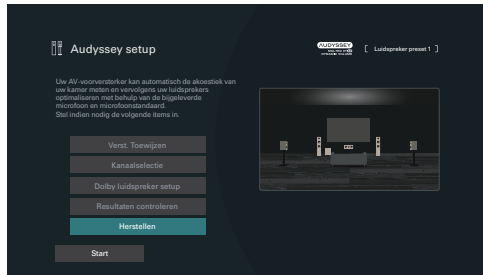 Audyssey setup
AUDYSSEY
[ Luidspreker preset 1 ]
Uw AV-voorversterker kan automatisch de akoestiek van
uw kamer meten en vervolgens uw luidsprekers
optimaliseren met behulp van de bijgeleverde
microfoon en microfoonstandaard.
Stel indien nodig de volgende items in.
Verst. Toewijzen
Kanaalselectie
Dolby luidspreker setup
Resultaten controleren
Herstellen
Start